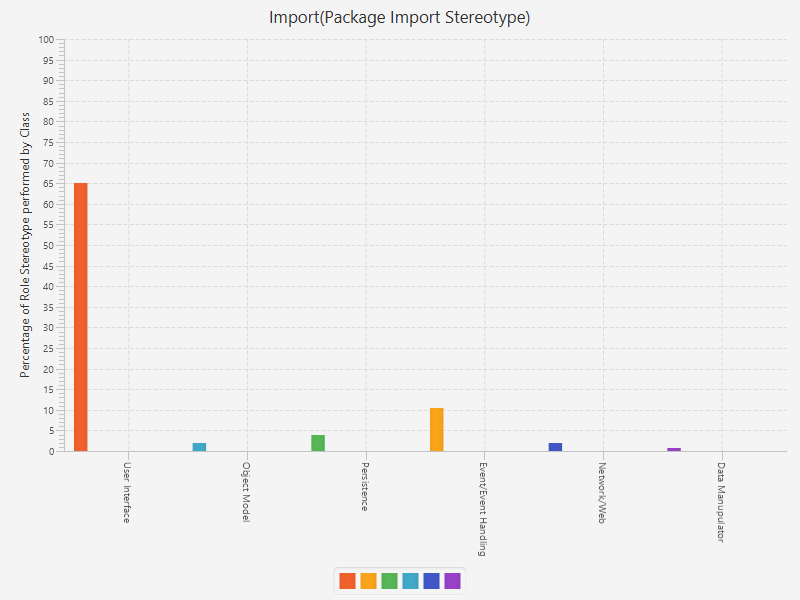 Import(Package Import Stereotype)
Percentage of Role Stereotype performed by Class
100
95
90
85
80
75
70
65
60
55
50
45
40
35
30
25
20
15
10
5
0
User Interface
Object Model
Persistence
Event/Event Handling
Network/Web
Data Manupulator